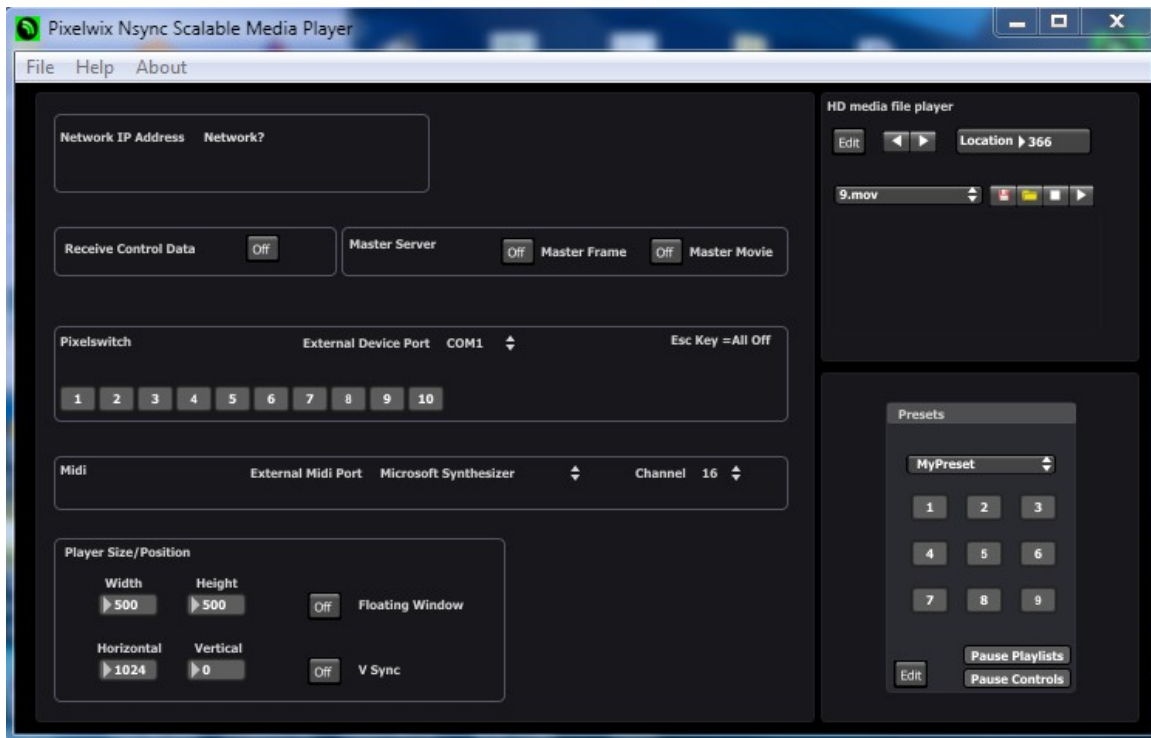 Pixelwix Nsync Scalable Media Player
File Help About
Network IP Address Network?
Receive Control Data Off
Master Server Off Master Frame Off Master Movie
Pixelswitch External Device Port COM1 Esc Key =All Off
1 2 3 4 5 6 7 8 9 10
Midi External Midi Port Microsoft Synthesizer Channel 16
Player Size/Position
Width Height
500 500 Off Floating Window
Horizontal Vertical
1024 0 Off V Sync
HD media file player
Edit Location 366
9.mov
Presets
MyPreset
1 2 3
4 5 6
7 8 9
Pause Playlists
Edit Pause Controls